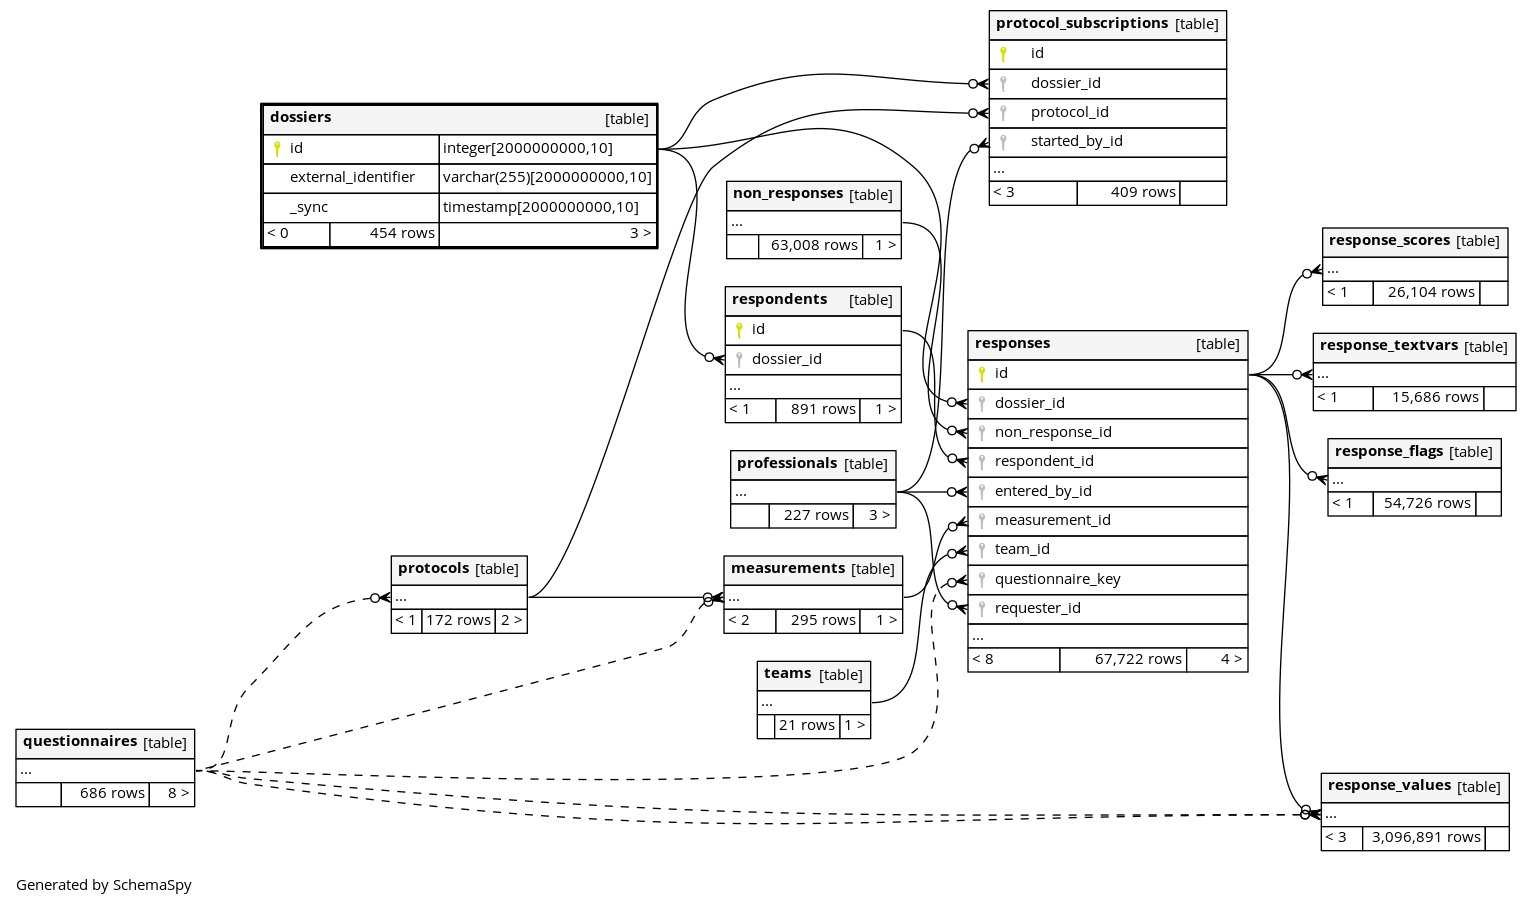 protocol_subscriptions [table]
id
dossier_id
protocol_id
started_by_id
...
< 3 409 rows
dossiers [table]
id integer[2000000000,10]
external_identifier varchar(255)[2000000000,10]
_sync timestamp[2000000000,10]
< 0 454 rows 3 >
non_responses [table]
...
63,008 rows 1 >
respondents [table]
id
dossier_id
...
< 1 891 rows 1 >
professionals [table]
...
227 rows 3 >
protocols [table]
...
< 1 172 rows 2 >
measurements [table]
...
< 2 295 rows 1 >
teams [table]
...
21 rows 1 >
questionnaires [table]
...
686 rows 8 >
responses [table]
id
dossier_id
non_response_id
respondent_id
entered_by_id
measurement_id
team_id
questionnaire_key
requester_id
...
< 8 67,722 rows 4 >
response_scores [table]
...
< 1 26,104 rows
response_textvars [table]
...
< 1 15,686 rows
response_flags [table]
...
< 1 54,726 rows
response_values [table]
...
< 3 3,096,891 rows
Generated by SchemaSpy